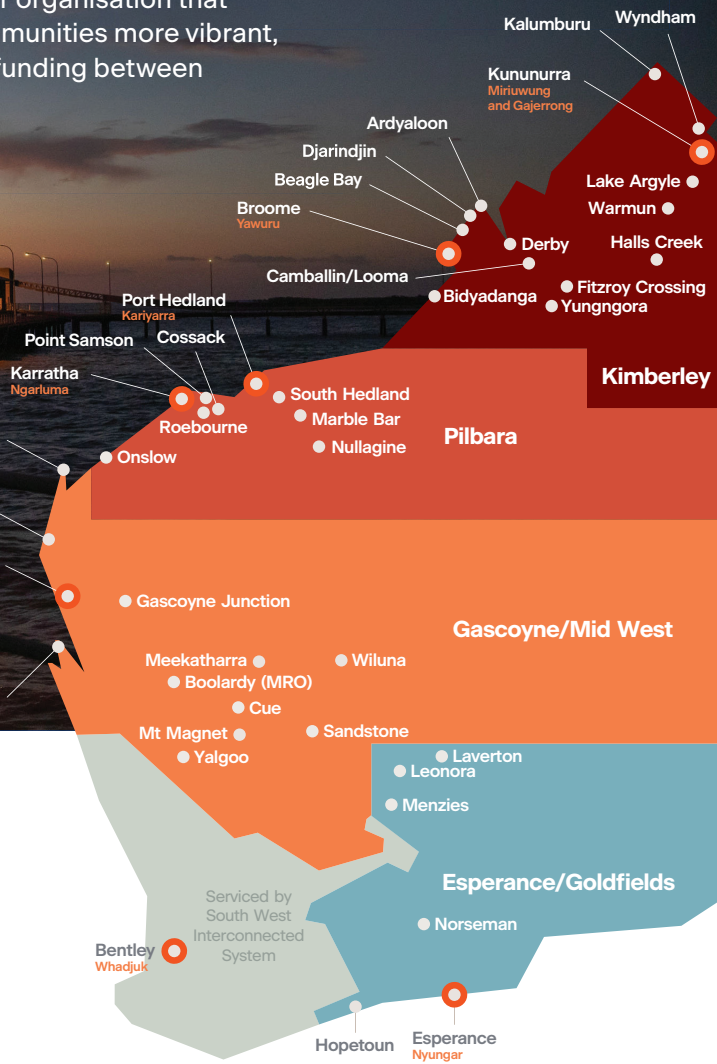 organisation that
munities more vibrant,
funding between
Kalumburu
Wyndham
Kununurra
Miriuwung
and Gajerrong
Ardyaloon
Djarindjin
Beagle Bay
Broome
Yawuru
Lake Argyle
Warmun
Derby
Halls Creek
Camballin/Looma
Fitzroy Crossing
Bidyadanga
Yungngora
Port Hedland
Kariyarra
Point Samson
Cossack
Karratha
Ngarluma
Kimberley
South Hedland
Marble Bar
Roebourne
Pilbara
Nullagine
Onslow
Gascoyne Junction
Gascoyne/Mid West
Meekatharra
Wiluna
Boolardy (MRO)
Cue
Mt Magnet
Sandstone
Yalgoo
Laverton
Leonora
Menzies
Esperance/Goldfields
Serviced by
South West
Interconnected
System
Norseman
Bentley
Whadjuk
Hopetoun
Esperance
Nyungar